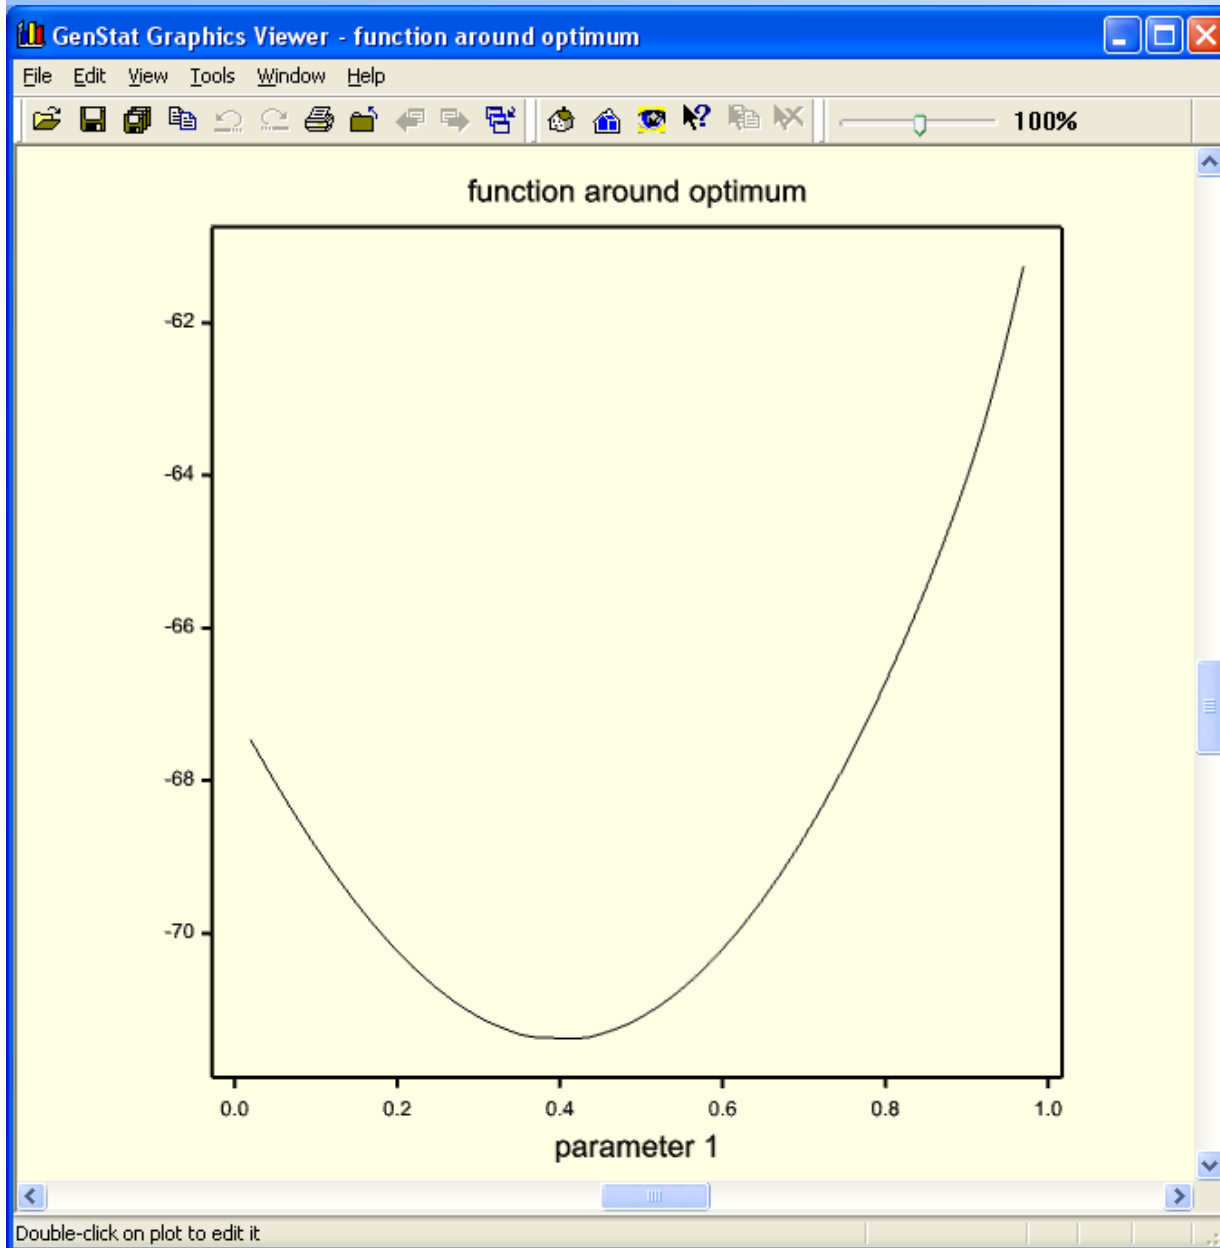 GenStat Graphics Viewer - function around optimum
File Edit View Tools Window Help
100%
function around optimum
-62
-64
-66
-68
-70
0.0 0.2 0.4 0.6 0.8 1.0
parameter 1
Double-click on plot to edit it